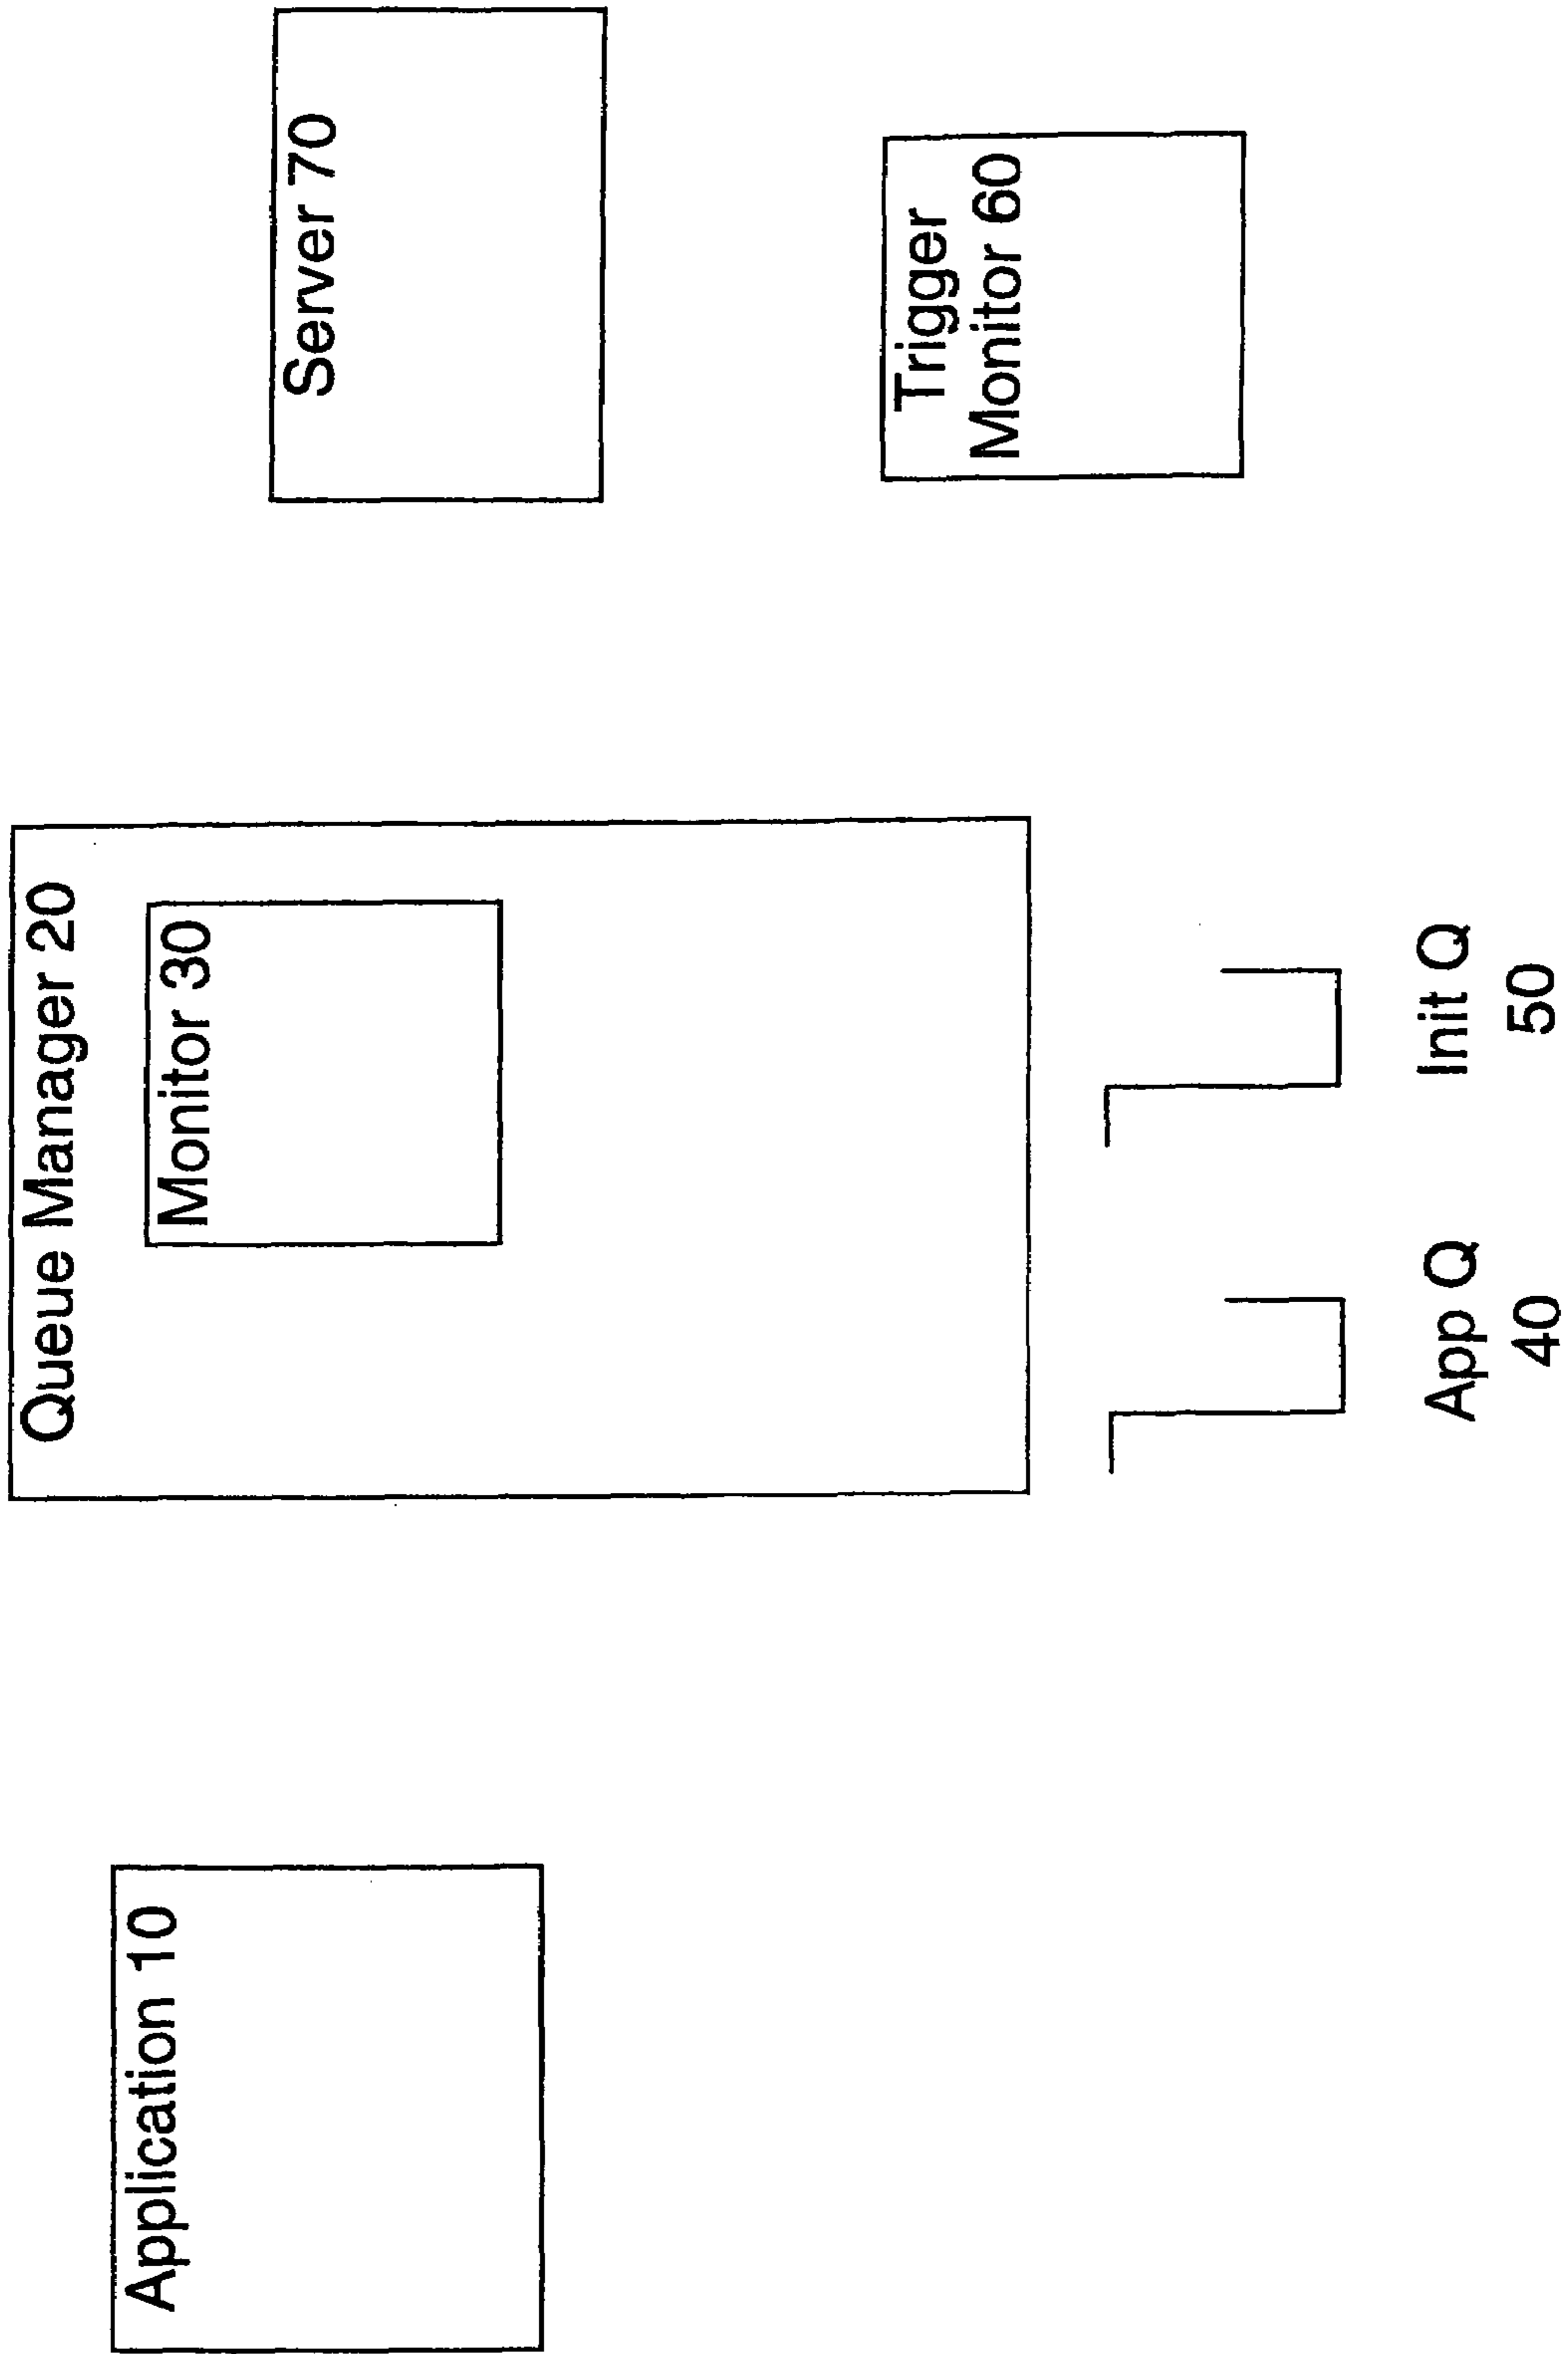 Application 10
Queue Manager 20
Monitor 30
App Q
40
Init Q
50
Server 70
Trigger
Monitor 60